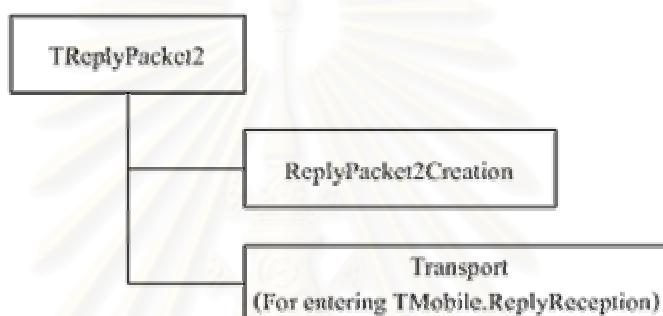 TReplyPacket2
ReplyPacket2Creation
Transport
(For entering TMobile.ReplyReception)